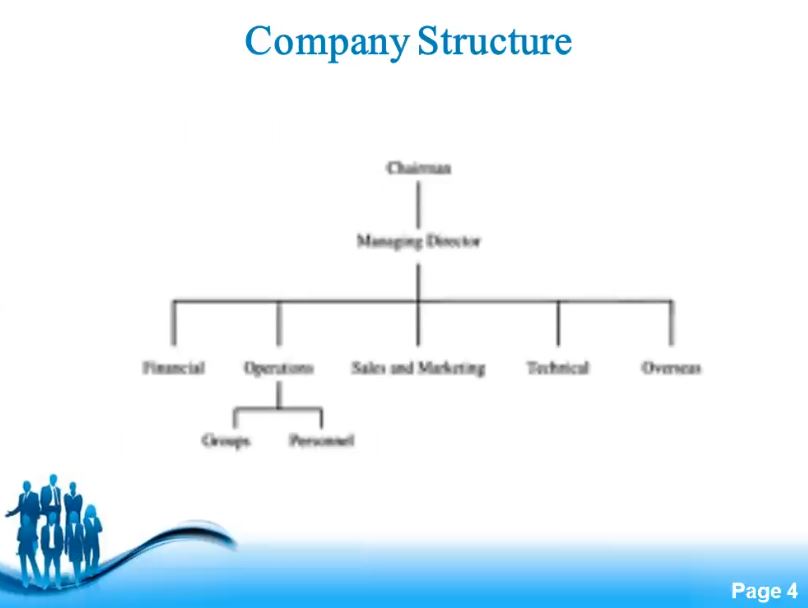 Company Structure
Chairman
Managing Director
Financial Operations Sales and Marketing Technical Overseas
Groups Personnel
Page 4